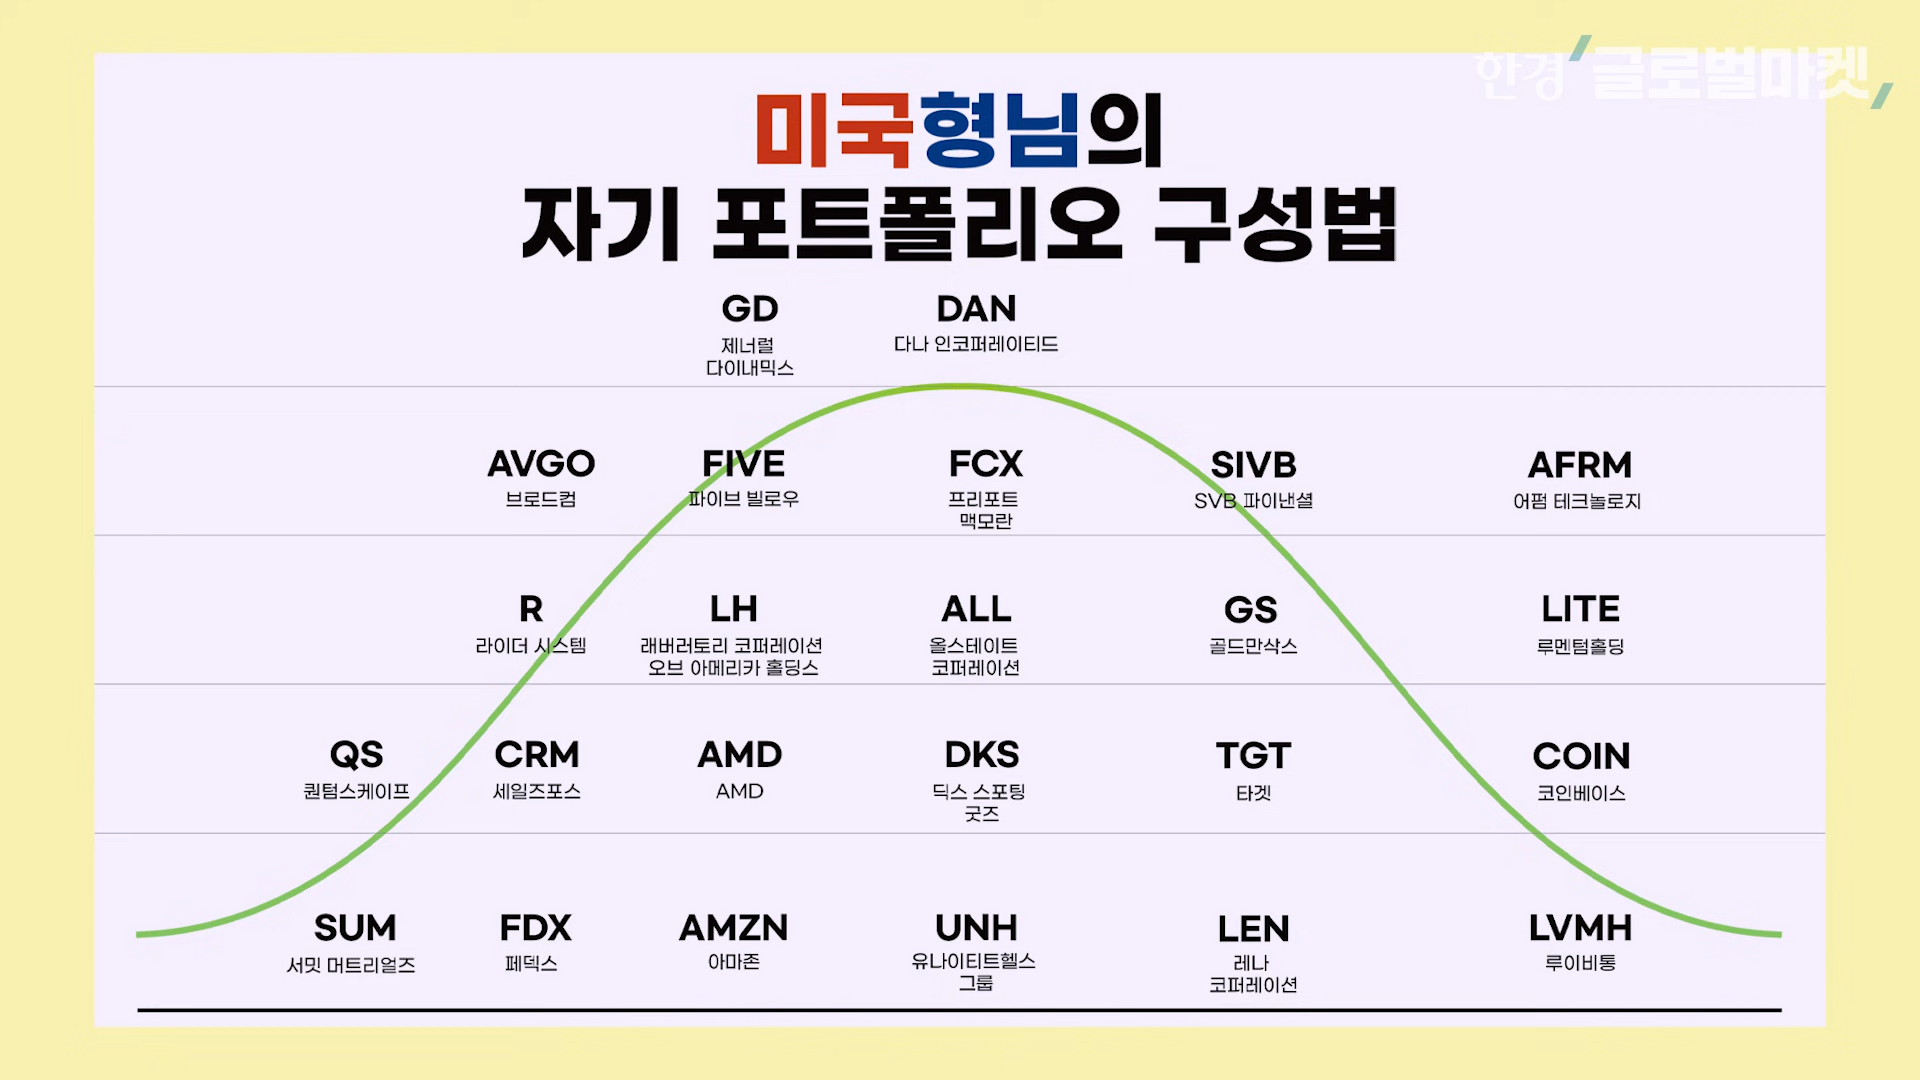 한경 글로벌마켓
미국형님의
자기 포트폴리오 구성법
GD DAN
제너럴 다나 인코퍼레이티드
다이내믹스
AVGO FIVE FCX SIVB AFRM
브로드컴 파이브 빌로우 프리포트 SVB 파이낸셜 어펌 테크놀로지
맥모란
R LH ALL GS LITE
라이더 시스템 래버러토리 코퍼레이션 올스테이트 골드만삭스 루멘텀홀딩
오브 아메리카 홀딩스 코퍼레이션
QS CRM AMD DKS TGT COIN
퀀텀스케이프 세일즈포스 AMD 딕스 스포팅 타겟 코인베이스
굿즈
SUM FDX AMZN UNH LEN LVMH
서밋 머트리얼즈 페덱스 아마존 유나이티트헬스 레나 루이비통
그룹 코퍼레이션